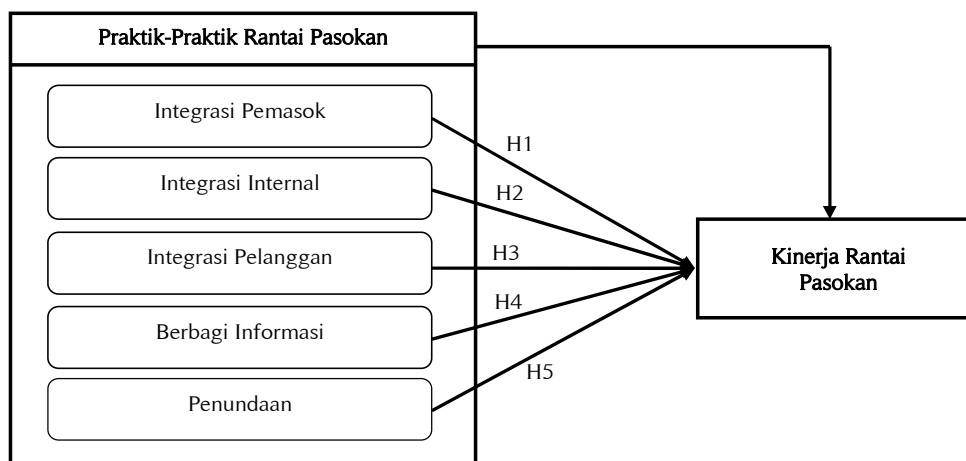 Praktik-Praktik Rantai Pasokan
Integrasi Pemasok
Integrasi Internal
Integrasi Pelanggan
Berbagi Informasi
Penundaan
H1
H2
H3
H4
H5
Kinerja Rantai
Pasokan